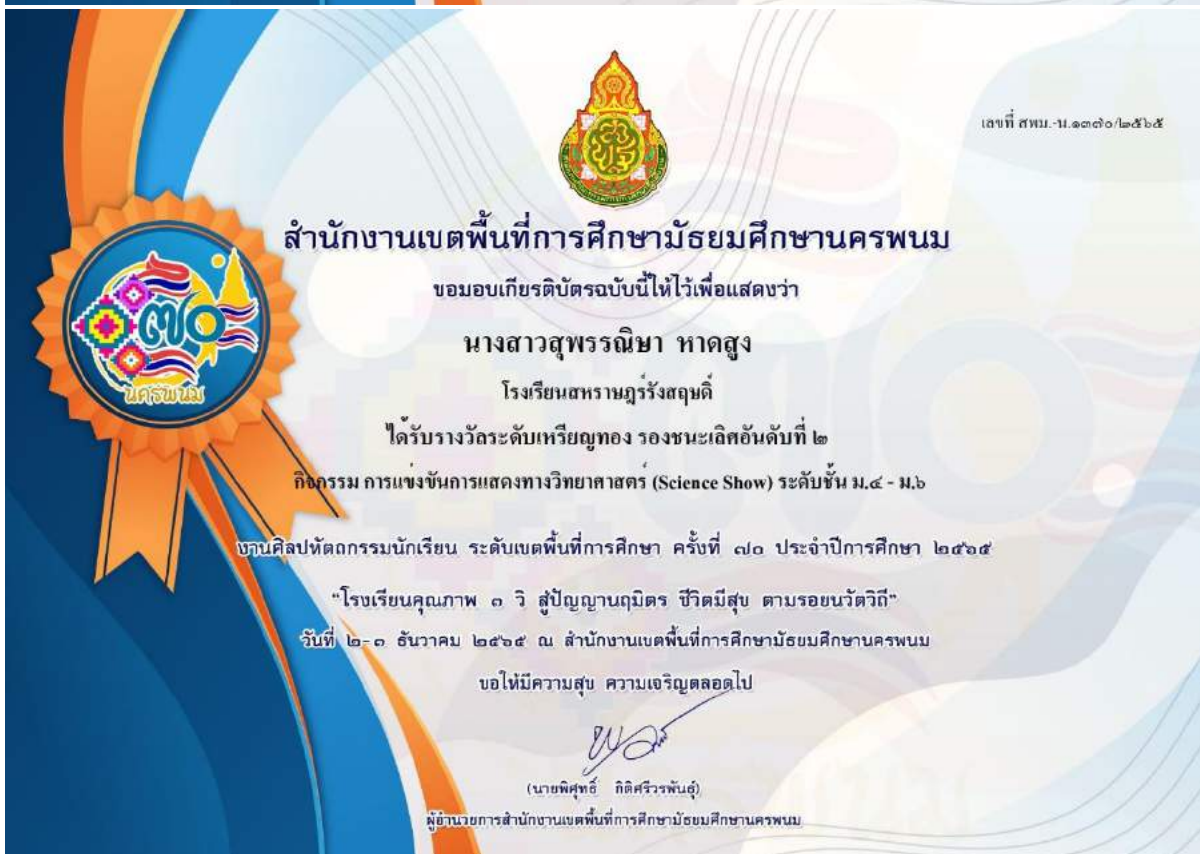 เลขที่ สพม.-น.๑๓๗๐/๒๕๖๕
สำนักงานเขตพื้นที่การศึกษามัธยมศึกษานครพนม
ขอมอบเกียรติบัตรฉบับนี้ให้ไว้เพื่อแสดงว่า
นางสาวสุพรรณิษา หาดสูง
โรงเรียนสหราษฎร์รังสฤษดิ์
ได้รับรางวัลระดับเหรียญทอง รองชนะเลิศอันดับที่ ๒
กิจกรรม การแข่งขันการแสดงทางวิทยาศาสตร์ (Science Show) ระดับชั้น ม.๔ - ม.๖
๗๐
นครพนม
งานศิลปหัตถกรรมนักเรียน ระดับเขตพื้นที่การศึกษา ครั้งที่ ๗๐ ประจำปีการศึกษา ๒๕๖๕
"โรงเรียนคุณภาพ ๓ วิ สู่ปัญญานฤมิตร ชีวิตมีสุข ตามรอยนวัตวิถี"
วันที่ ๒-๓ ธันวาคม ๒๕๖๕ ณ สำนักงานเขตพื้นที่การศึกษามัธยมศึกษานครพนม
ขอให้มีความสุข ความเจริญตลอดไป
(นายพิศุทธิ์ กิติศรีวรพันธุ์)
ผู้อำนวยการสำนักงานเขตพื้นที่การศึกษามัธยมศึกษานครพนม